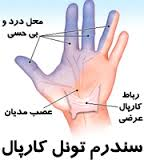 محل درد و
بی حسی
رباط
کارپال
عرضی
عصب مدیان
سندرم تونل کارپال